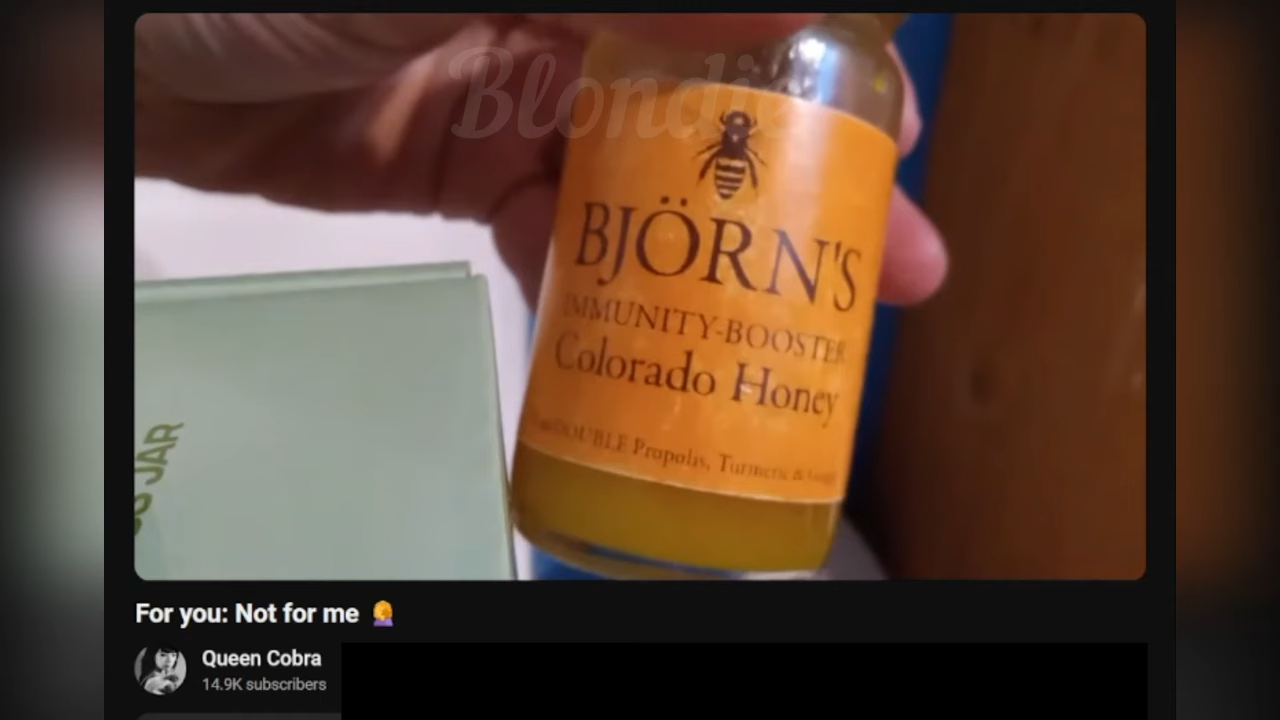 Blondie
BJÖRN'S
IMMUNITY-BOOSTER
Colorado Honey
DOUBLE Propolis, Turmeric &
JAR
For you: Not for me 🤦‍♀️
Queen Cobra
14.9K subscribers